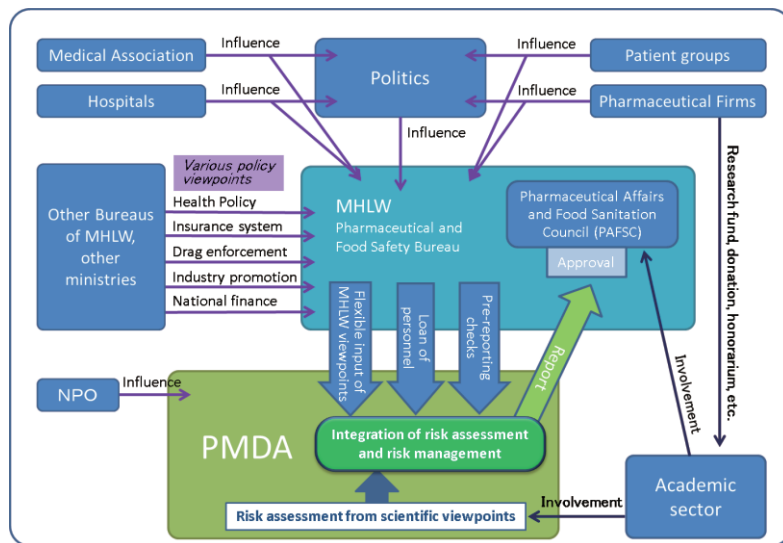 Medical Association
Influence
Politics
Influence
Patient groups
Hospitals
Influence
Influence
Pharmaceutical Firms
Influence
Various policy
viewpoints
Other Bureaus
of MHLW,
other
ministries
Health Policy
Insurance system
Drag enforcement
Industry promotion
National finance
MHLW
Pharmaceutical and
Food Safety Bureau
Pharmaceutical Affairs
and Food Sanitation
Council (PAFSC)
Approval
Research fund, donation, honorarium, etc.
Flexible input of
MHLW viewpoints
Loan of
personnel
Pre-reporting
checks
Report
Involvement
NPO
Influence
PMDA
Integration of risk assessment
and risk management
Risk assessment from scientific viewpoints
Involvement
Academic
sector